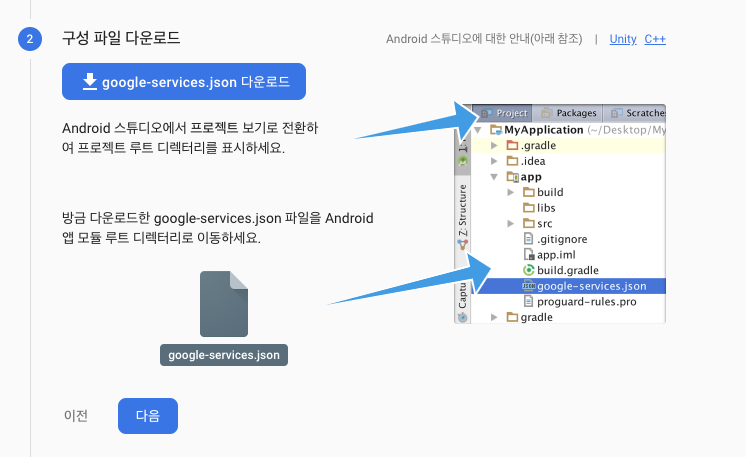 2 구성 파일 다운로드
Android 스튜디오에 대한 안내(아래 참조) | Unity C++
google-services.json 다운로드
Android 스튜디오에서 프로젝트 보기로 전환하
여 프로젝트 루트 디렉터리를 표시하세요.
방금 다운로드한 google-services.json 파일을 Android
앱 모듈 루트 디렉터리로 이동하세요.
google-services.json
Project Packages Scratches
MyApplication (~/Desktop/My
.gradle
.idea
app
build
libs
src
.gitignore
app.iml
build.gradle
google-services.json
proguard-rules.pro
gradle
Z: Structure
Captu
이전 다음